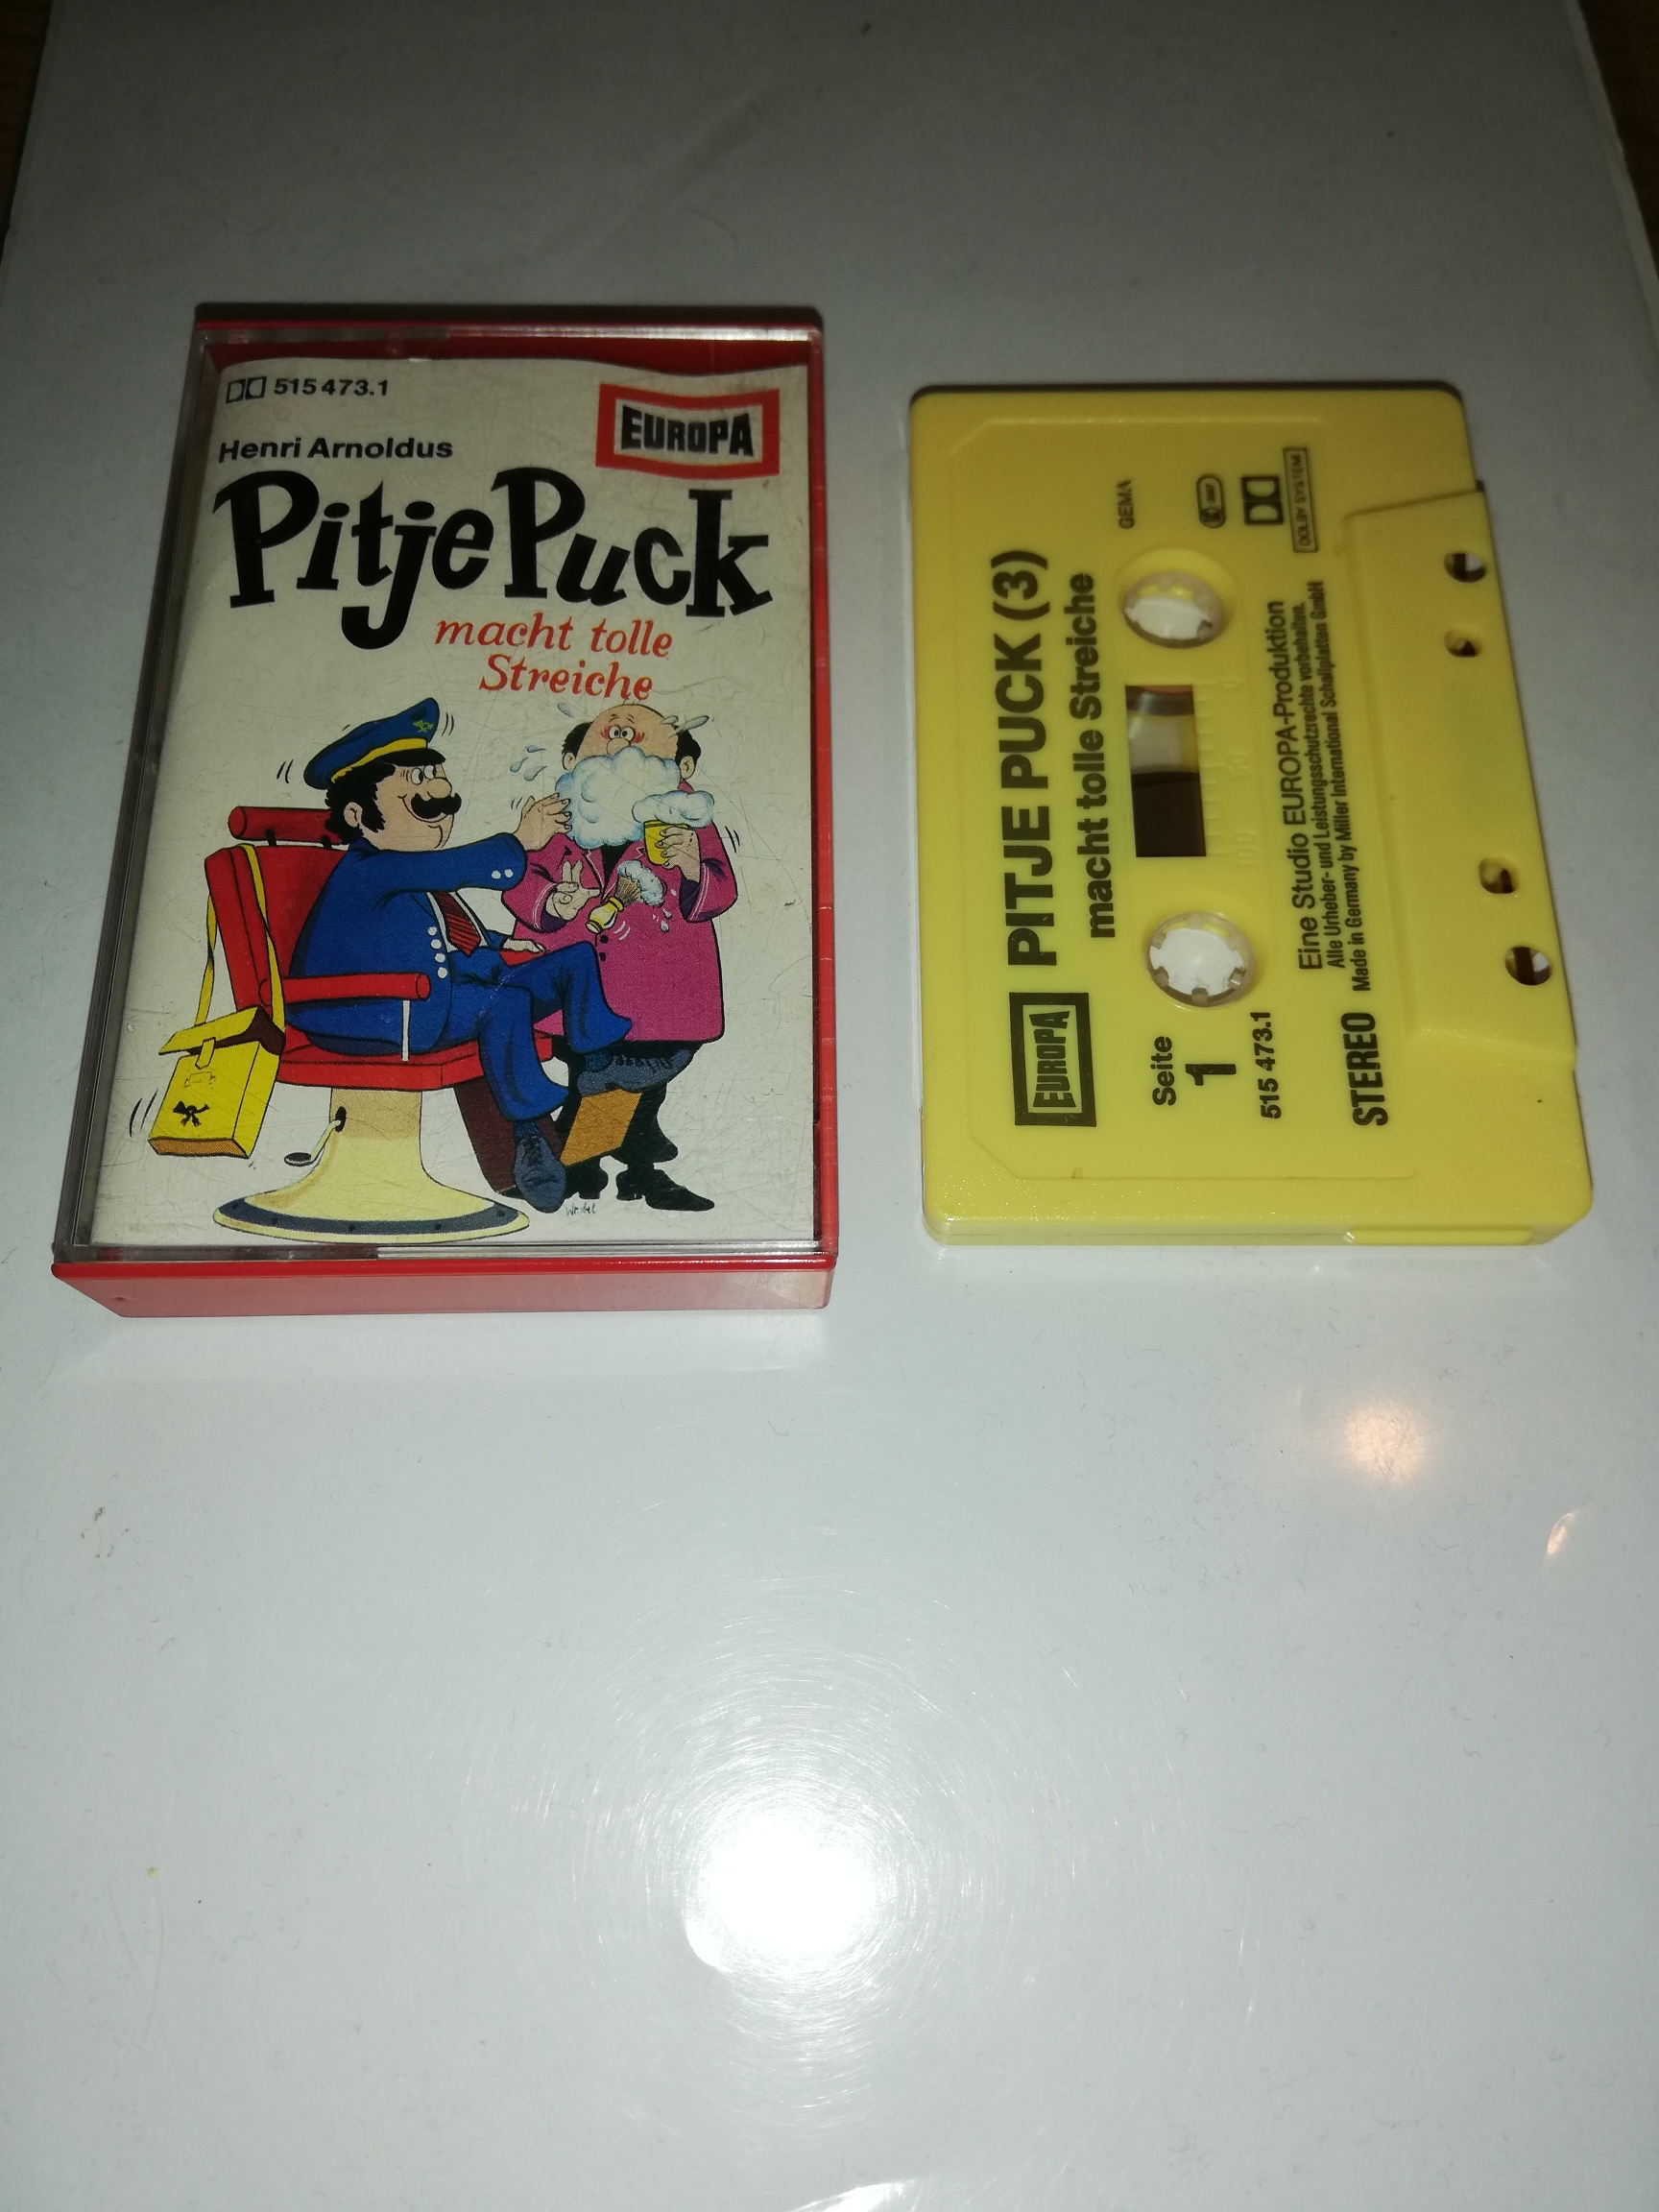 515 473.1
EUROPA
Henri Arnoldus
Pitje Puck
macht tolle
Streiche
PITJE PUCK (3)
macht tolle Streiche
EUROPA
GEMA
Seite
1
515 473.1
DOLBY SYSTEM
Eine Studio EUROPA-Produktion
Alle Urheber- und Leistungsschutzrechte vorbehalten.
STEREO Made in Germany by Miller International Schallplatten GmbH
100 50